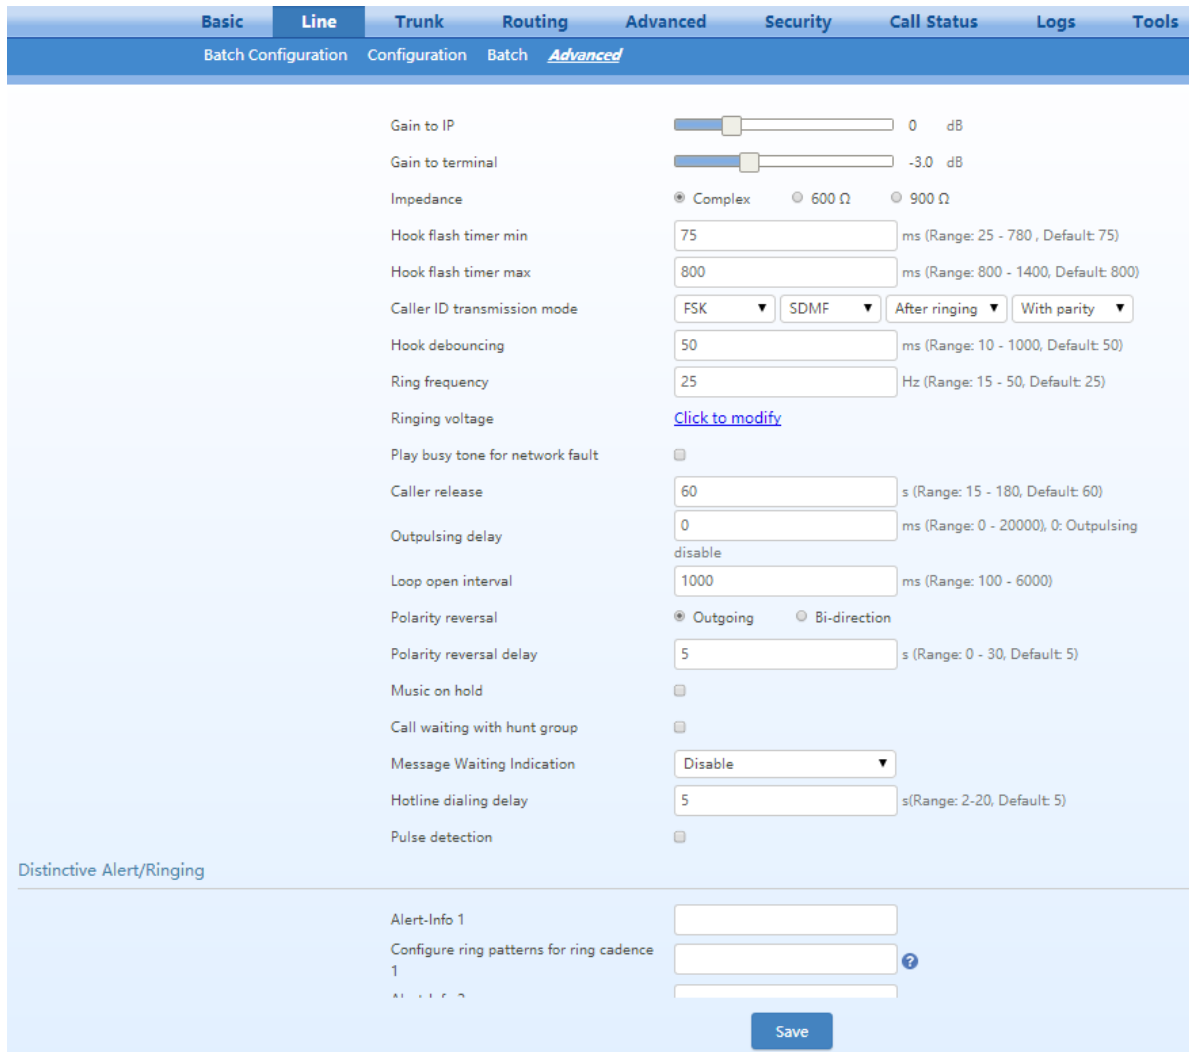 Basic Line Trunk Routing Advanced Security Call Status Logs Tools
Batch Configuration Configuration Batch Advanced
Gain to IP 0 dB
Gain to terminal -3.0 dB
Impedance Complex 600 Ω 900 Ω
Hook flash timer min 75 ms (Range: 25 - 780 , Default: 75)
Hook flash timer max 800 ms (Range: 800 - 1400, Default: 800)
Caller ID transmission mode FSK SDMF After ringing With parity
Hook debouncing 50 ms (Range: 10 - 1000, Default: 50)
Ring frequency 25 Hz (Range: 15 - 50, Default: 25)
Ringing voltage Click to modify
Play busy tone for network fault
Caller release 60 s (Range: 15 - 180, Default: 60)
Outpulsing delay 0 ms (Range: 0 - 20000), 0: Outpulsing
disable
Loop open interval 1000 ms (Range: 100 - 6000)
Polarity reversal Outgoing Bi-direction
Polarity reversal delay 5 s (Range: 0 - 30, Default: 5)
Music on hold
Call waiting with hunt group
Message Waiting Indication Disable
Hotline dialing delay 5 s(Range: 2-20, Default: 5)
Pulse detection
Distinctive Alert/Ringing
Alert-Info 1
Configure ring patterns for ring cadence
1 ?
Save